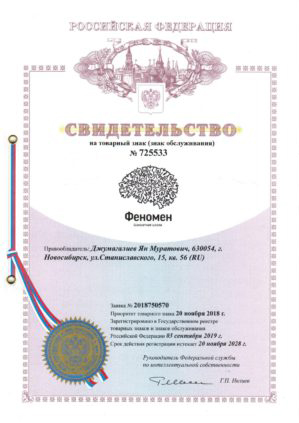 РОССИЙСКАЯ ФЕДЕРАЦИЯ
СВИДЕТЕЛЬСТВО
на товарный знак (знак обслуживания)
№ 725533
Феномен
Правообладатель: Джумагалиев Ян Муратович, 630054, г.
Новосибирск, ул.Станиславского, 15, кв. 56 (RU)
Заявка № 2018750570
Приоритет товарного знака 20 ноября 2018 г.
Зарегистрировано в Государственном реестре
товарных знаков и знаков обслуживания
Российской Федерации 03 сентября 2019 г.
Срок действия регистрации истекает 20 ноября 2028 г.
Руководитель Федеральной службы
по интеллектуальной собственности
Г.П. Ивлиев